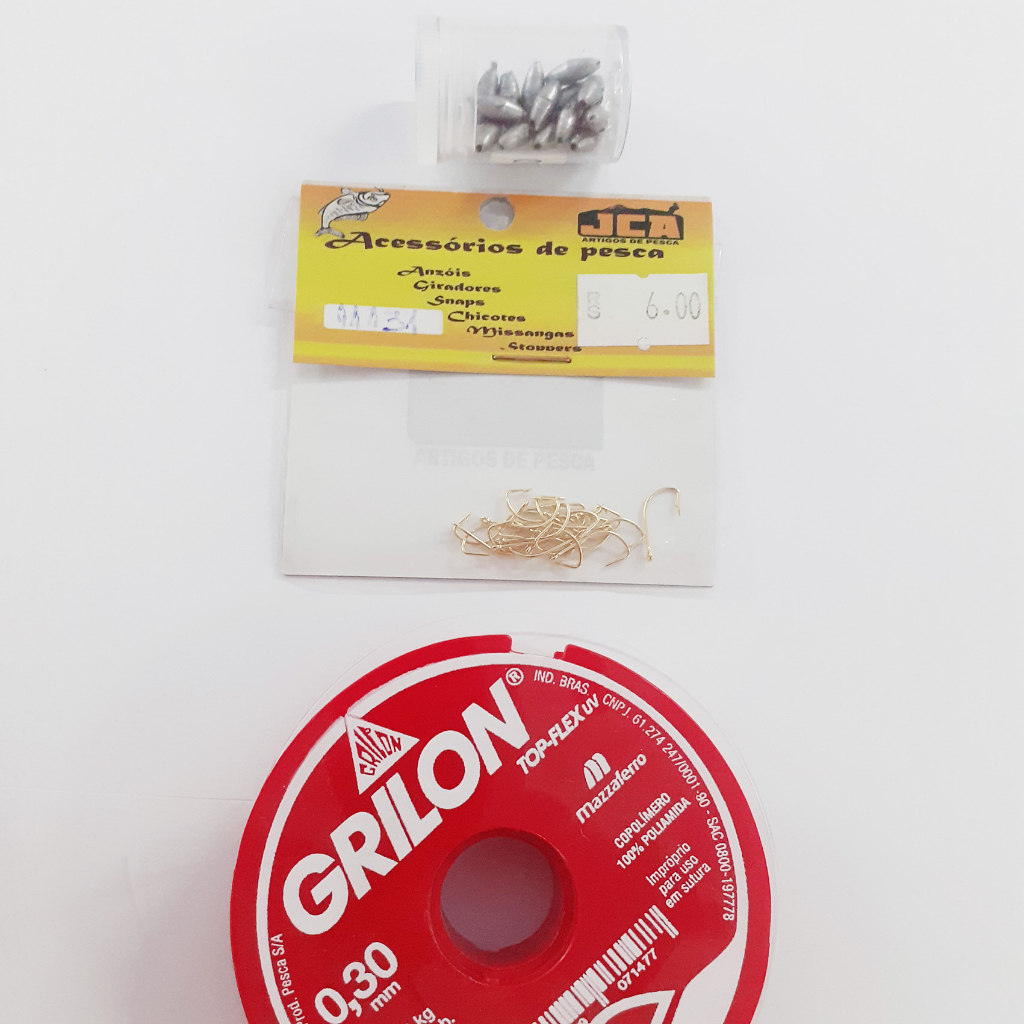 JCA
ARTIGOS DE PESCA
Acessórios de pesca
Anzóis
Giradores
Snaps
Chicotes
Missangas
Stoppers
R$ 6.00
ARTIGOS DE PESCA
GRILON
GRILON®
TOP-FLEX UV
IND. BRAS. CNPJ. 61.274 247/0001-90 - SAC 0800-197778
mazzaferro
COPOLÍMERO
100% POLIAMIDA
Impróprio
para uso
em sutura
Prod. Pesca S/A
0,30
mm
kg
071477